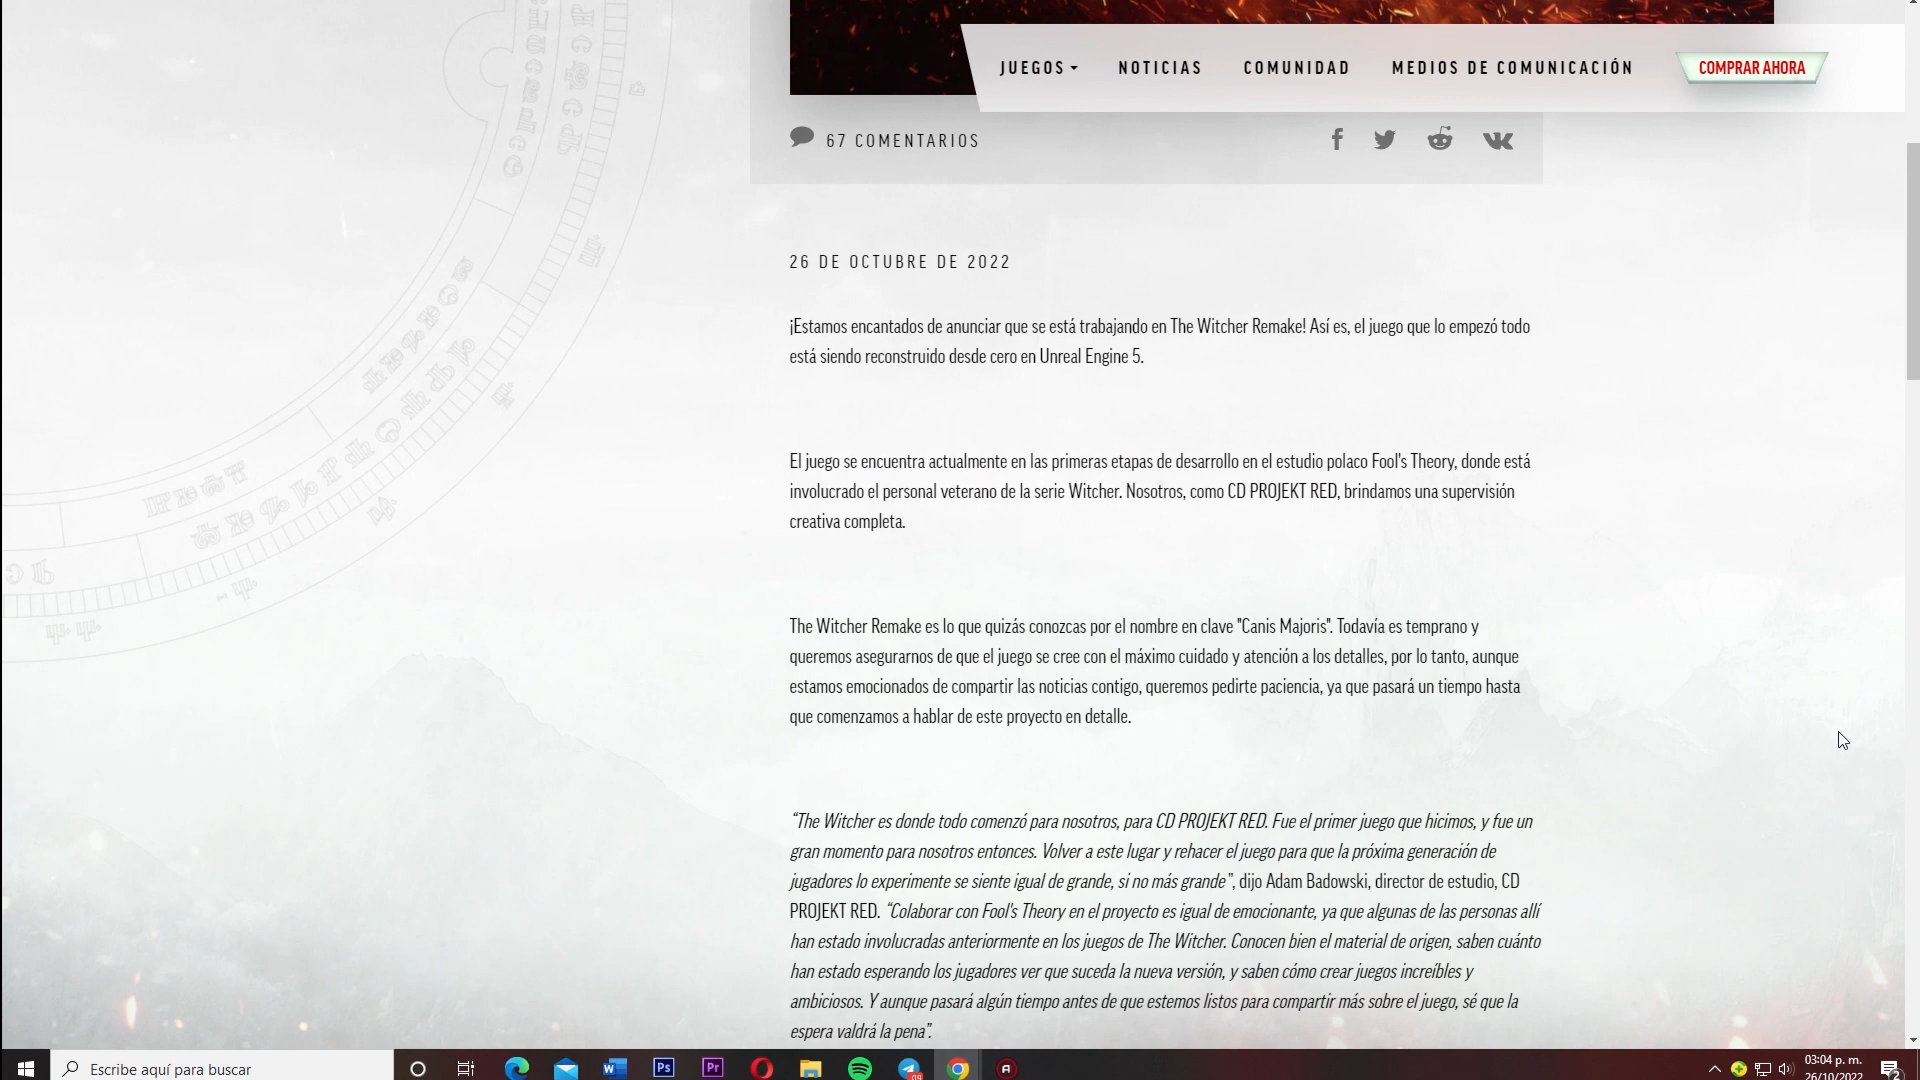 JUEGOS
NOTICIAS
COMUNIDAD
MEDIOS DE COMUNICACIÓN
COMPRAR AHORA
67 COMENTARIOS
26 DE OCTUBRE DE 2022
¡Estamos encantados de anunciar que se está trabajando en The Witcher Remake! Así es, el juego que lo empezó todo
está siendo reconstruido desde cero en Unreal Engine 5.
El juego se encuentra actualmente en las primeras etapas de desarrollo en el estudio polaco Fool's Theory, donde está
involucrado el personal veterano de la serie Witcher. Nosotros, como CD PROJEKT RED, brindamos una supervisión
creativa completa.
The Witcher Remake es lo que quizás conozcas por el nombre en clave "Canis Majoris". Todavía es temprano y
queremos asegurarnos de que el juego se cree con el máximo cuidado y atención a los detalles, por lo tanto, aunque
estamos emocionados de compartir las noticias contigo, queremos pedirte paciencia, ya que pasará un tiempo hasta
que comenzamos a hablar de este proyecto en detalle.
“The Witcher es donde todo comenzó para nosotros, para CD PROJEKT RED. Fue el primer juego que hicimos, y fue un
gran momento para nosotros entonces. Volver a este lugar y rehacer el juego para que la próxima generación de
jugadores lo experimente se siente igual de grande, si no más grande”, dijo Adam Badowski, director de estudio, CD
PROJEKT RED. “Colaborar con Fool's Theory en el proyecto es igual de emocionante, ya que algunas de las personas allí
han estado involucradas anteriormente en los juegos de The Witcher. Conocen bien el material de origen, saben cuánto
han estado esperando los jugadores ver que suceda la nueva versión, y saben cómo crear juegos increíbles y
ambiciosos. Y aunque pasará algún tiempo antes de que estemos listos para compartir más sobre el juego, sé que la
espera valdrá la pena”.
Escribe aquí para buscar
03:04 p. m.
26/10/2022